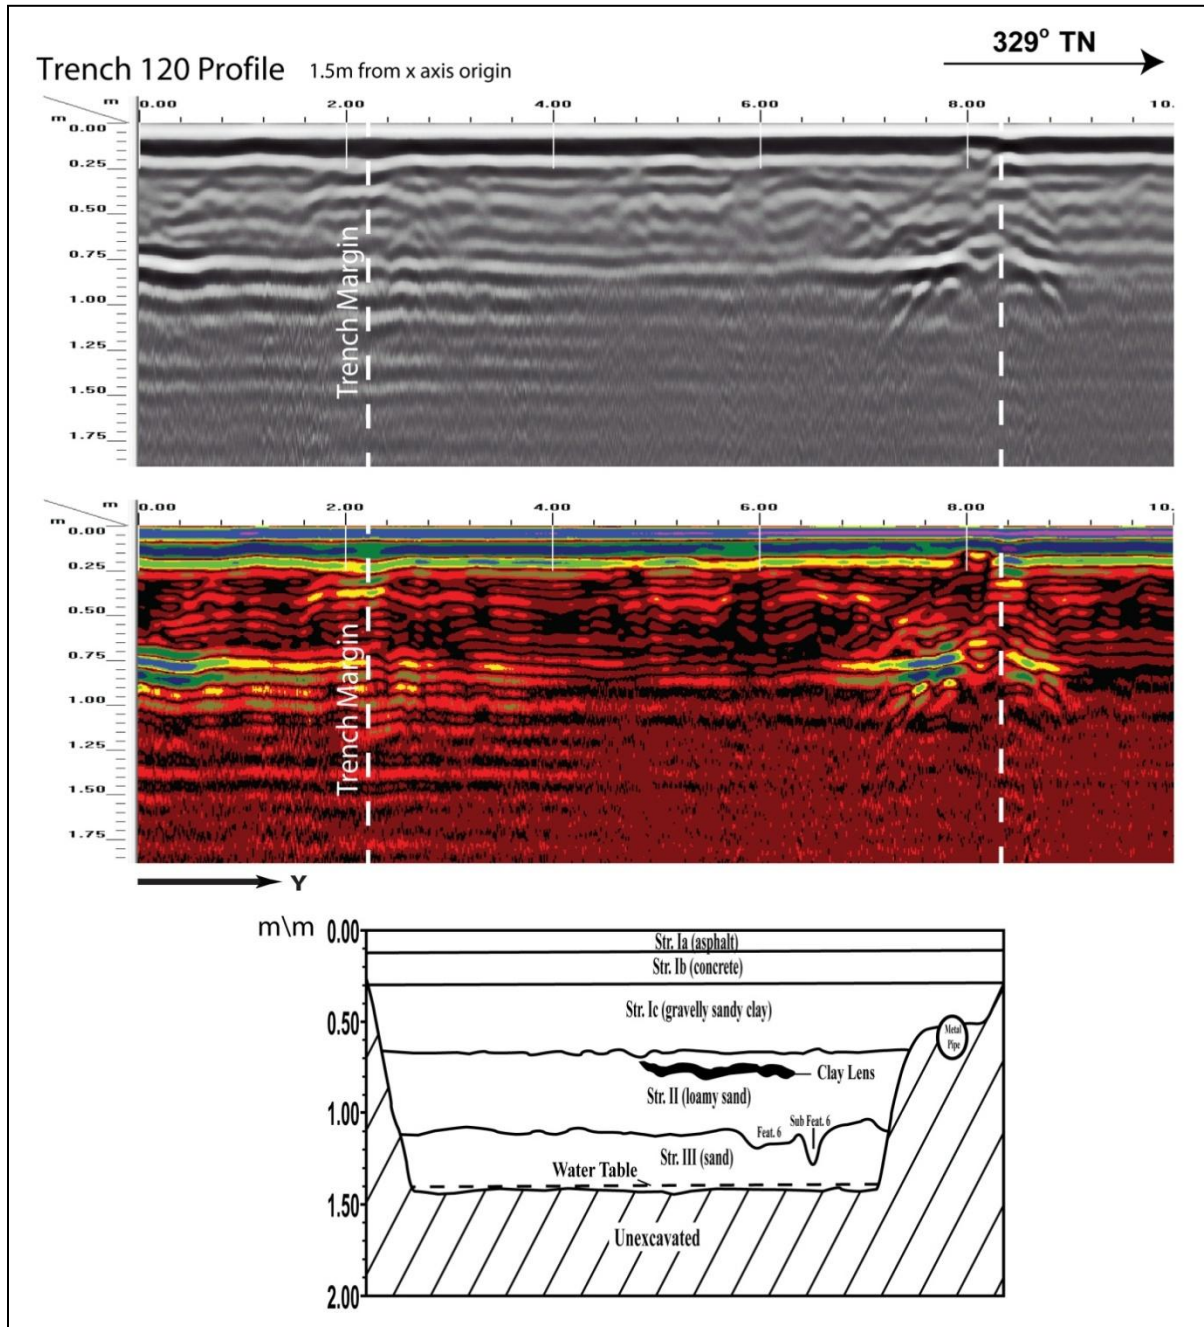 329° TN
Trench 120 Profile 1.5m from x axis origin
m 0.00 2.00 4.00 6.00 8.00 10.
m
0.00
0.25
0.50
0.75
1.00
1.25
1.50
1.75
Trench Margin
m 0.00 2.00 4.00 6.00 8.00 10.
m
0.00
0.25
0.50
0.75
1.00
1.25
1.50
1.75
Trench Margin
Y
m\m
0.00
0.50
1.00
1.50
2.00
Str. Ia (asphalt)
Str. Ib (concrete)
Str. Ic (gravelly sandy clay)
Metal
Pipe
Clay Lens
Str. II (loamy sand)
Sub Feat. 6
Feat. 6
Str. III (sand)
Water Table
Unexcavated